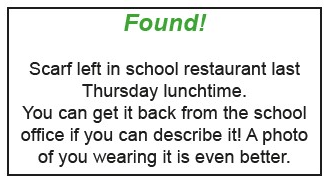 Found!
Scarf left in school restaurant last
Thursday lunchtime.
You can get it back from the school
office if you can describe it! A photo
of you wearing it is even better.